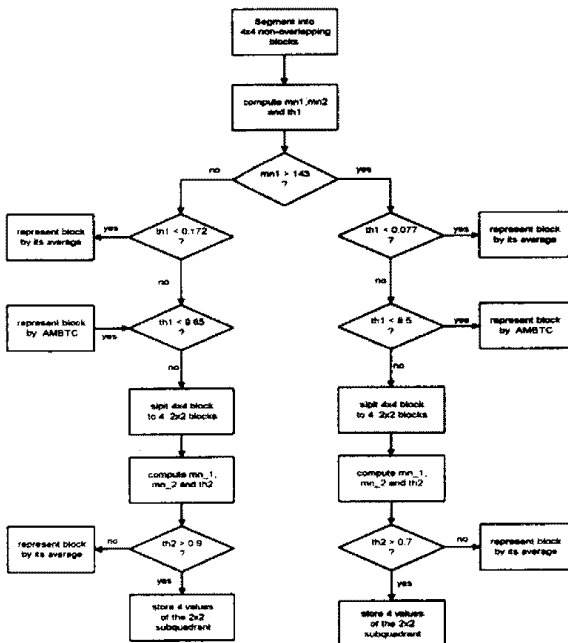 Segment into
4x4 non-overlapping
blocks
compute mn1,mn2
and th1
mn1 > 143
?
no
yes
represent block
by its average
yes
th1 < 0.172
?
th1 < 0.077
?
yes
represent block
by its average
no
no
represent block
by AMBTC
yes
th1 < 9.65
?
th1 < 8.5
?
yes
represent block
by AMBTC
no
no
siplt 4x4 block
to 4 2x2 blocks
siplt 4x4 block
to 4 2x2 blocks
compute mn_1,
mn_2 and th2
compute mn_1,
mn_2 and th2
represent block
by its average
no
th2 > 0.9
?
th2 > 0.7
?
no
represent block
by its average
yes
yes
store 4 values
of the 2x2
subquadrant
store 4 values
of the 2x2
subquadrant